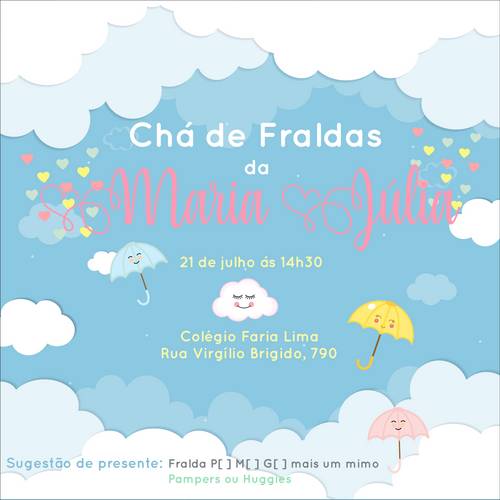 Chá de Fraldas
da
Maria Júlia
21 de julho ás 14h30
Colégio Faria Lima
Rua Virgílio Brigido, 790
Sugestão de presente: Fralda P[ ] M[ ] G[ ] mais um mimo
Pampers ou Huggies